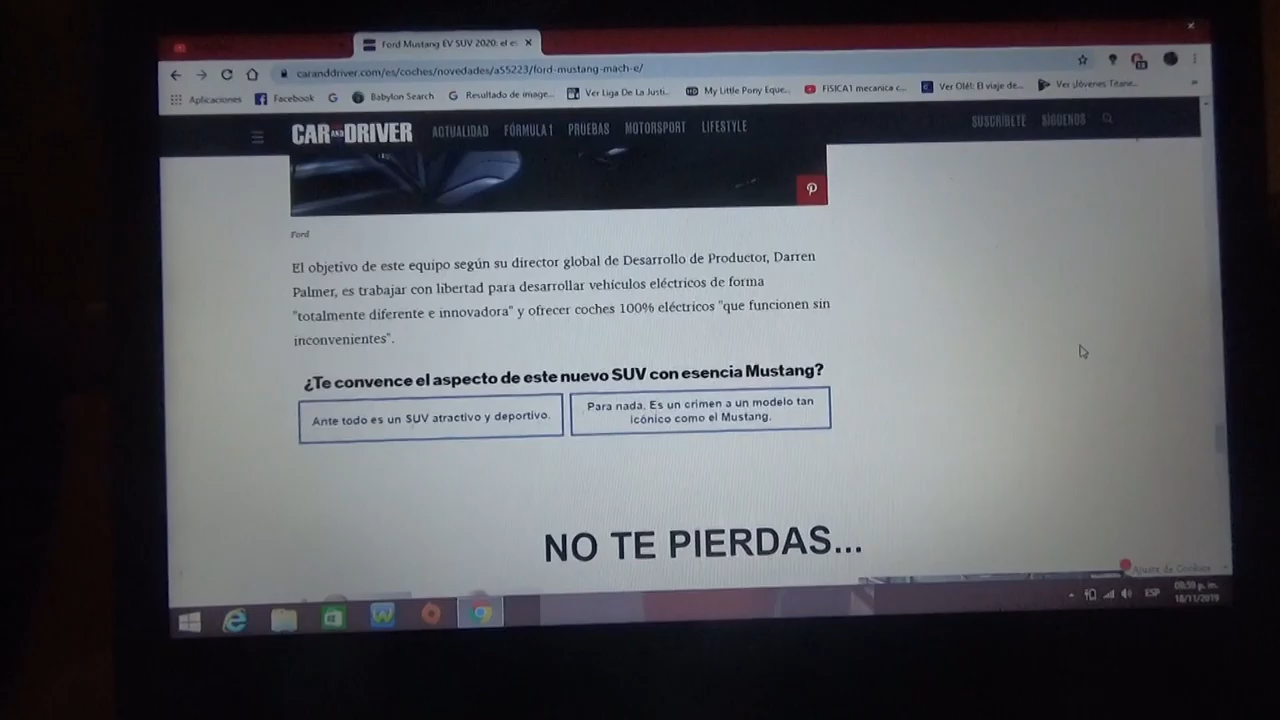 Ford Mustang EV SUV 2020: el es
caranddriver.com/es/coches/novedades/a55223/ford-mustang-mach-e/
Aplicaciones Facebook Babylon Search Resultado de image... Ver Liga De La Justi... My Little Pony Eque... FISICA1 mecanica c... Ver Olé!: El viaje de... Ver ¡Jóvenes Titane...
CAR AND DRIVER ACTUALIDAD FÓRMULA 1 PRUEBAS MOTORSPORT LIFESTYLE SUSCRÍBETE SÍGUENOS
Ford
El objetivo de este equipo según su director global de Desarrollo de Productor, Darren
Palmer, es trabajar con libertad para desarrollar vehículos eléctricos de forma
"totalmente diferente e innovadora" y ofrecer coches 100% eléctricos "que funcionen sin
inconvenientes".
¿Te convence el aspecto de este nuevo SUV con esencia Mustang?
Ante todo es un SUV atractivo y deportivo.
Para nada. Es un crimen a un modelo tan
icónico como el Mustang.
NO TE PIERDAS...
Ajuste de Cookies
ESP
p. m.
18/11/2019